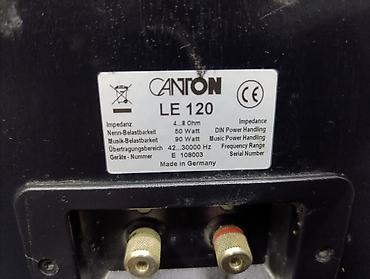 CANTON
LE 120
Impedanz 4...8 Ohm Impedance
Nenn-Belastbarkeit 50 Watt DIN Power Handling
Musik-Belastbarkeit 90 Watt Music Power Handling
Übertragungsbereich 42...30000 Hz Frequency Range
Geräte - Nummer E 108003 Serial Number
Made in Germany
CE